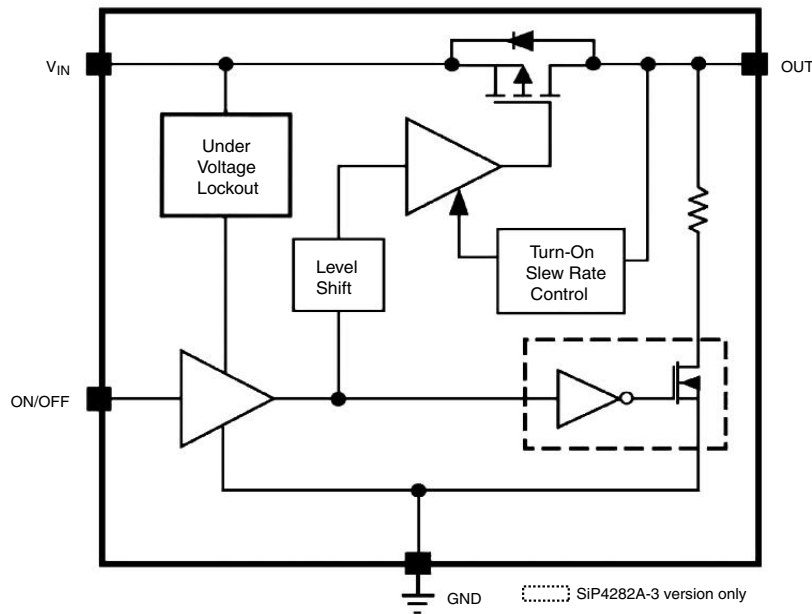 V_IN
OUT
Under
Voltage
Lockout
Level
Shift
Turn-On
Slew Rate
Control
ON/OFF
GND
SiP4282A-3 version only